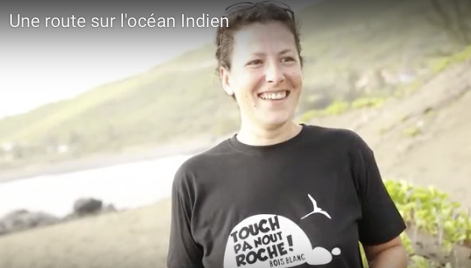 Une route sur l'océan Indien
TOUCH
PA NOUT
ROCHE!
BOIS BLANC